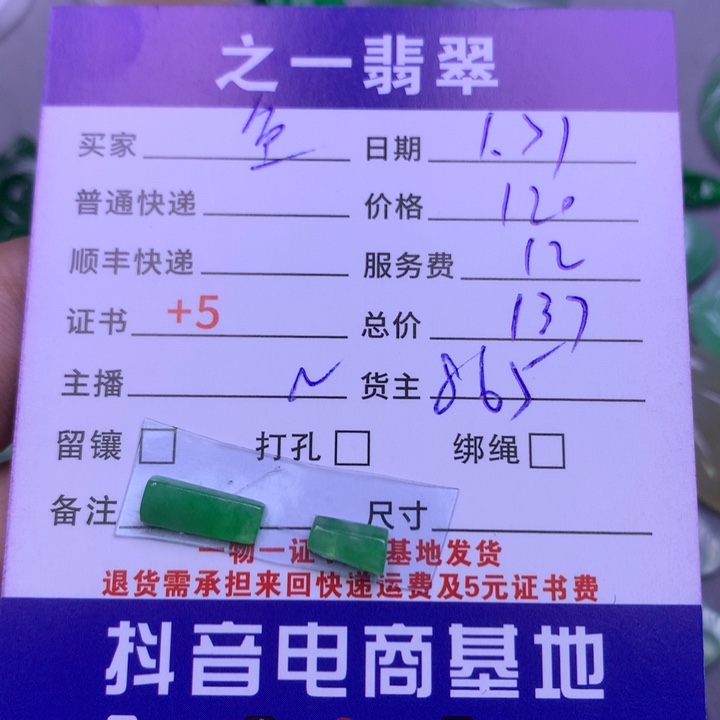 之一翡翠
买家 日期 1.31
普通快递 价格 120
顺丰快递 服务费 12
证书 +5 总价 137
主播 货主 865
留镶 打孔 绑绳
备注 尺寸
一物一证 基地发货
退货需承担来回快递运费及5元证书费
抖音电商基地